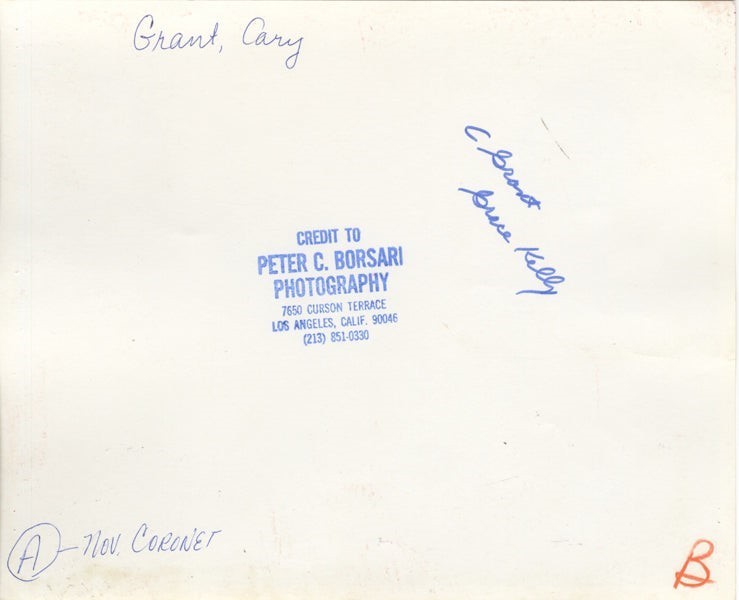 Grant, Cary
C Grant
Grace Kelly
CREDIT TO
PETER C. BORSARI
PHOTOGRAPHY
7650 CURSON TERRACE
LOS ANGELES, CALIF. 90046
(213) 851-0330
A - NOV. CORONET
B